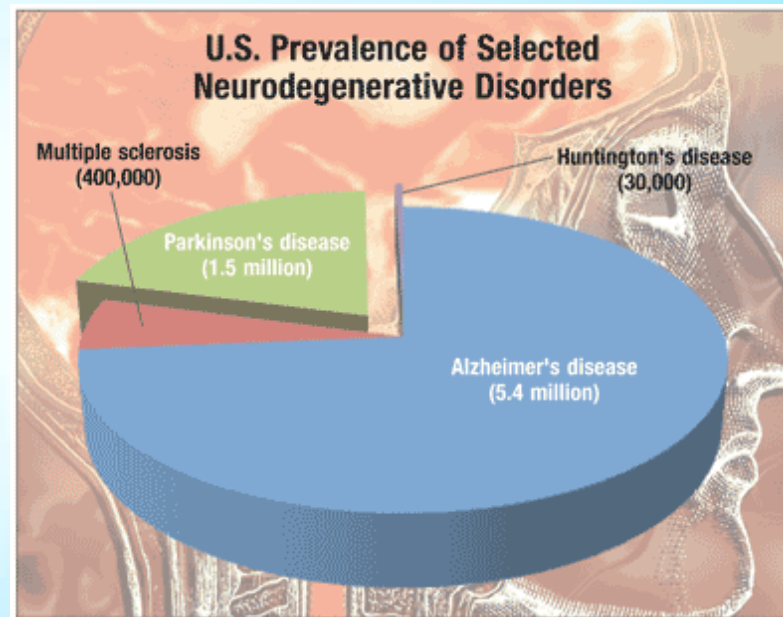 U.S. Prevalence of Selected
Neurodegenerative Disorders
Multiple sclerosis
(400,000)
Huntington's disease
(30,000)
Parkinson's disease
(1.5 million)
Alzheimer's disease
(5.4 million)